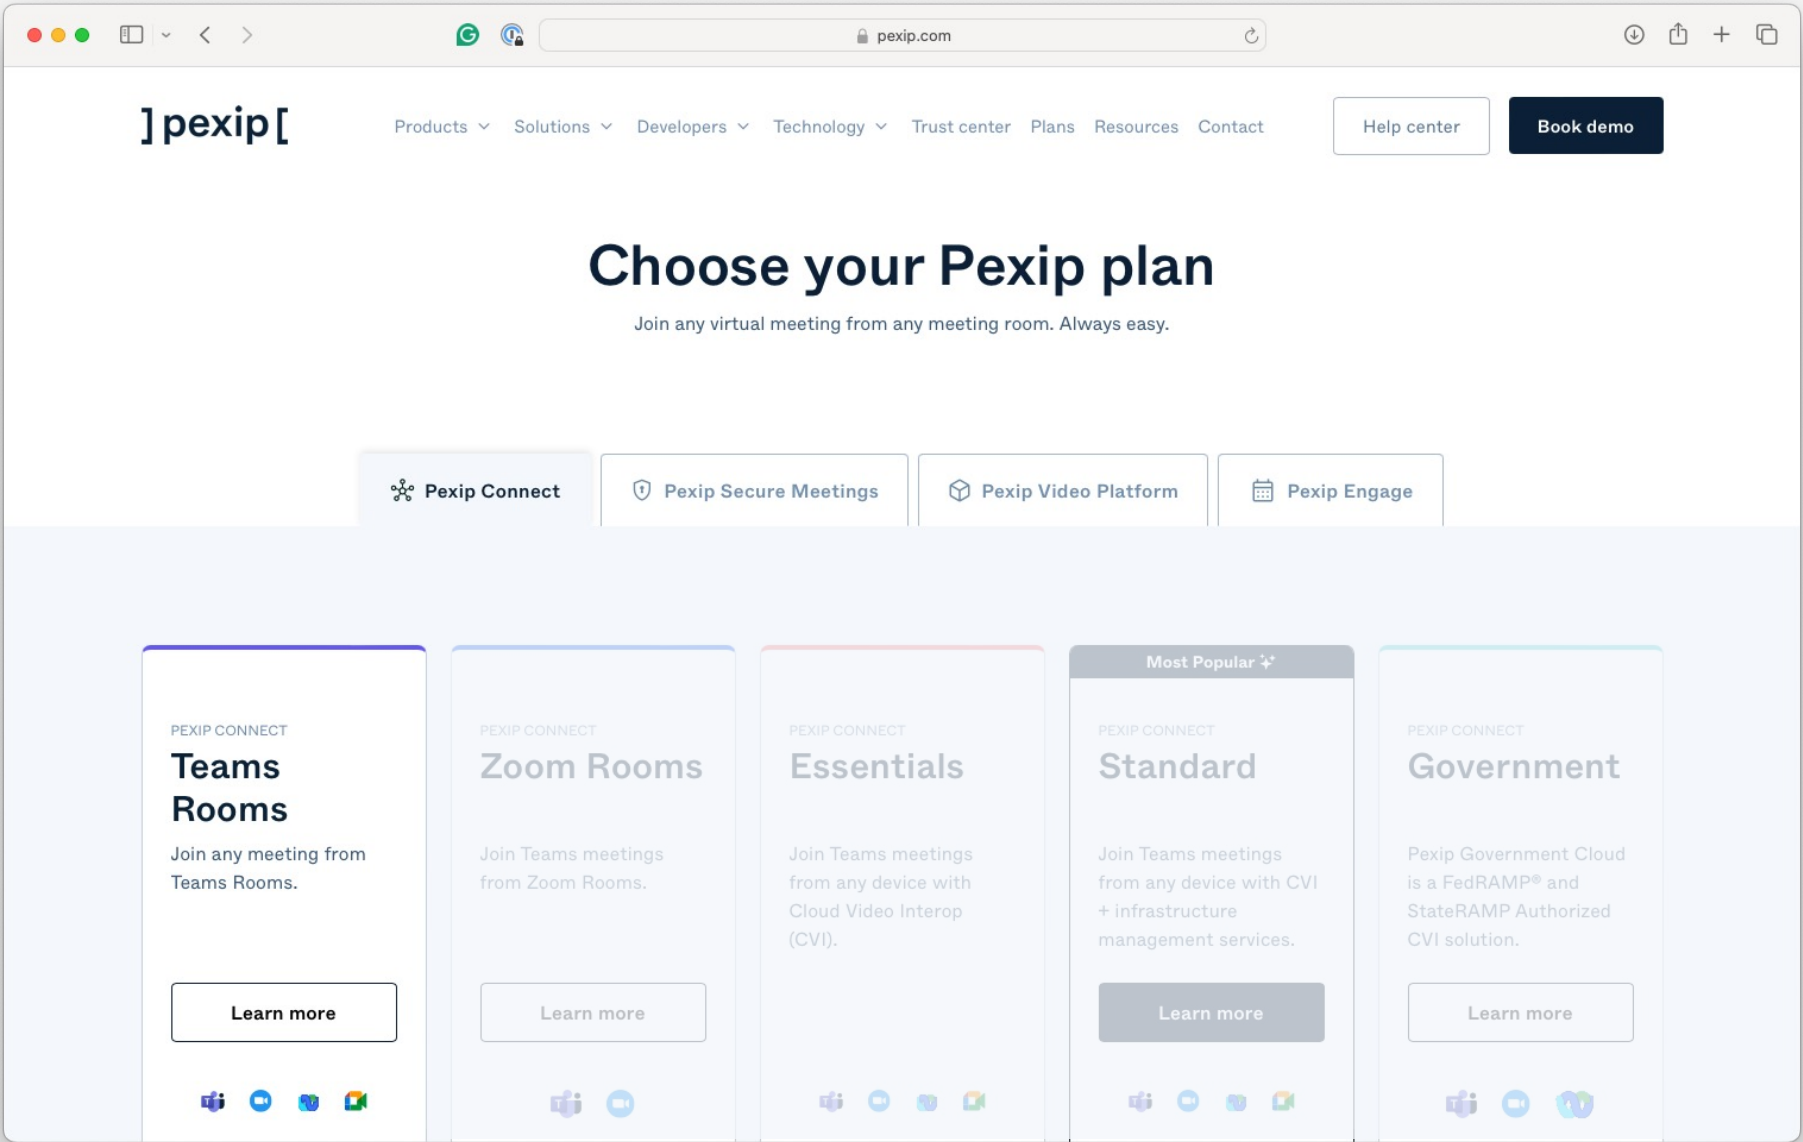 pexip.com
]pexip[
Products Solutions Developers Technology Trust center Plans Resources Contact Help center Book demo
Choose your Pexip plan
Join any virtual meeting from any meeting room. Always easy.
Pexip Connect Pexip Secure Meetings Pexip Video Platform Pexip Engage
PEXIP CONNECT
Teams
Rooms
Join any meeting from
Teams Rooms.
Learn more
PEXIP CONNECT
Zoom Rooms
Join Teams meetings
from Zoom Rooms.
Learn more
PEXIP CONNECT
Essentials
Join Teams meetings
from any device with
Cloud Video Interop
(CVI).
Most Popular
PEXIP CONNECT
Standard
Join Teams meetings
from any device with CVI
+ infrastructure
management services.
Learn more
PEXIP CONNECT
Government
Pexip Government Cloud
is a FedRAMP® and
StateRAMP Authorized
CVI solution.
Learn more